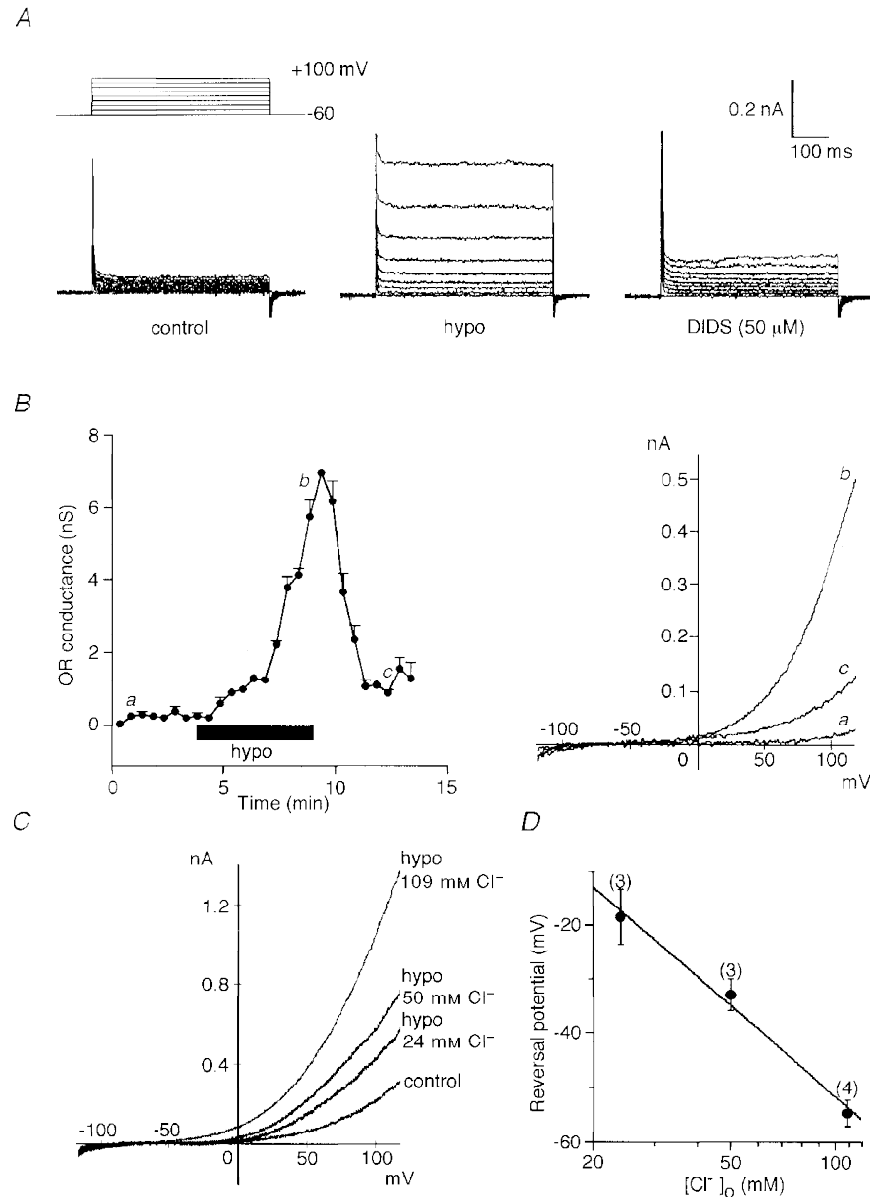 A
+100 mV
-60
0.2 nA
100 ms
control
hypo
DIDS (50 µM)
B
8
6
4
2
0
OR conductance (nS)
a
b
c
hypo
0
5
10
15
Time (min)
nA
0.5
0.4
0.3
0.2
0.1
b
c
a
-100
-50
0
50
100
mV
C
nA
1.2
0.8
0.4
hypo
109 mM Cl⁻
hypo
50 mM Cl⁻
hypo
24 mM Cl⁻
control
-100
-50
0
50
100
mV
D
Reversal potential (mV)
-20
-40
-60
(3)
(3)
(4)
20
50
100
[Cl⁻]o (mM)